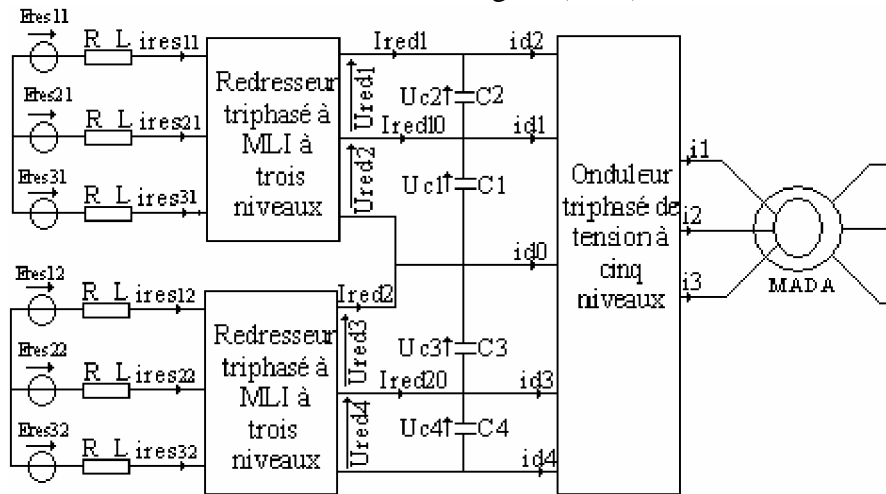 Eres11
R L ires11
Eres21
R L ires21
Eres31
R L ires31
Redresseur
triphasé à
MLI à
trois
niveaux
Ired1
Ured1
Ired10
Ured2
Uc2 C2
Uc1 C1
id2
id1
id0
Eres12
R L ires12
Eres22
R L ires22
Eres32
R L ires32
Redresseur
triphasé à
MLI à
trois
niveaux
Ired2
Ured3
Ired20
Ured4
Uc3 C3
Uc4 C4
id3
id4
Onduleur
triphasé de
tension à
cinq
niveaux
i1
i2
i3
MADA